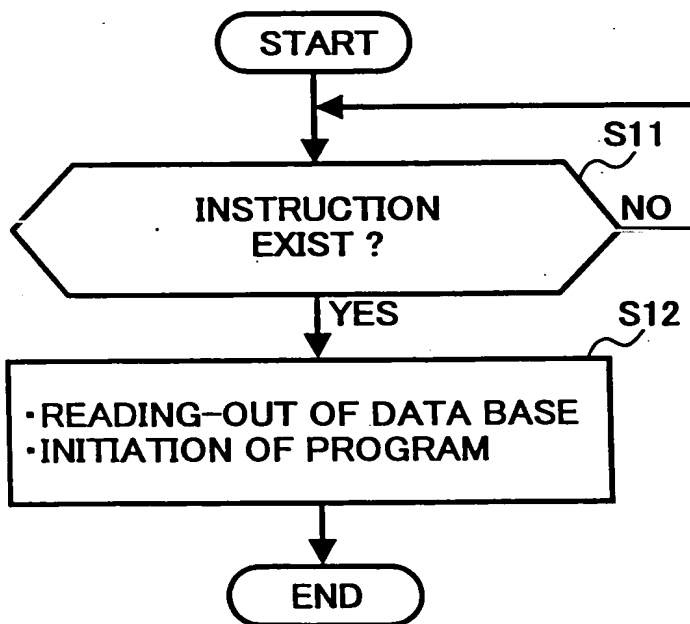 START
S11
INSTRUCTION
EXIST ?
NO
YES
S12
・READING-OUT OF DATA BASE
・INITIATION OF PROGRAM
END